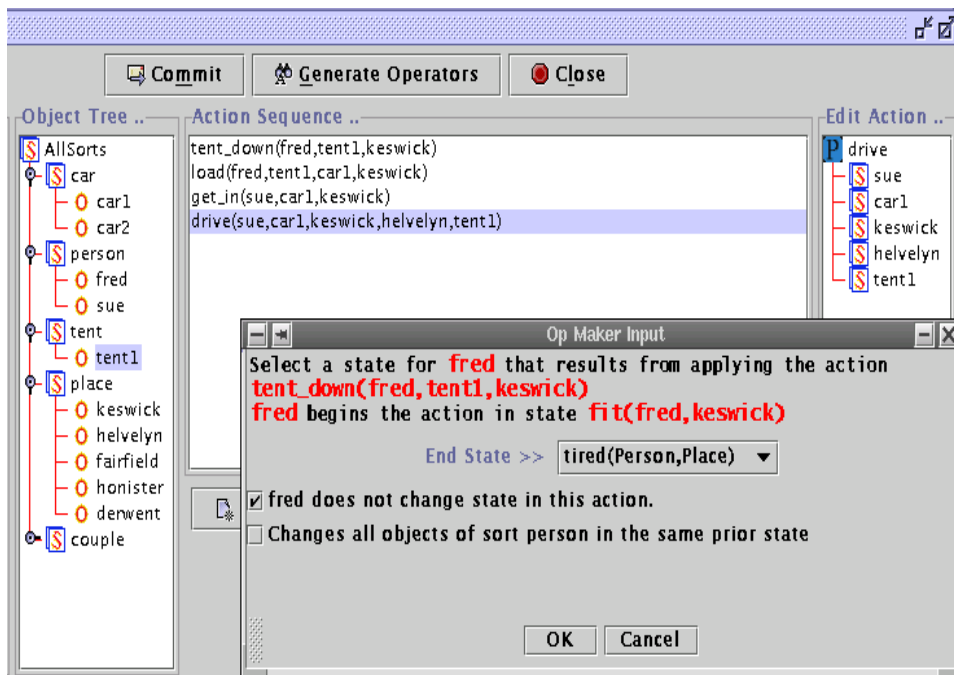 Commit
Generate Operators
Close
Object Tree ..
AllSorts
car
car1
car2
person
fred
sue
tent
tent1
place
keswick
helvelyn
fairfield
honister
derwent
couple
Action Sequence ..
tent_down(fred,tent1,keswick)
load(fred,tent1,car1,keswick)
get_in(sue,car1,keswick)
drive(sue,car1,keswick,helvelyn,tent1)
Edit Action ..
drive
sue
car1
keswick
helvelyn
tent1
Op Maker Input
Select a state for fred that results from applying the action
tent_down(fred,tent1,keswick)
fred begins the action in state fit(fred,keswick)
End State >> tired(Person,Place)
fred does not change state in this action.
Changes all objects of sort person in the same prior state
OK Cancel